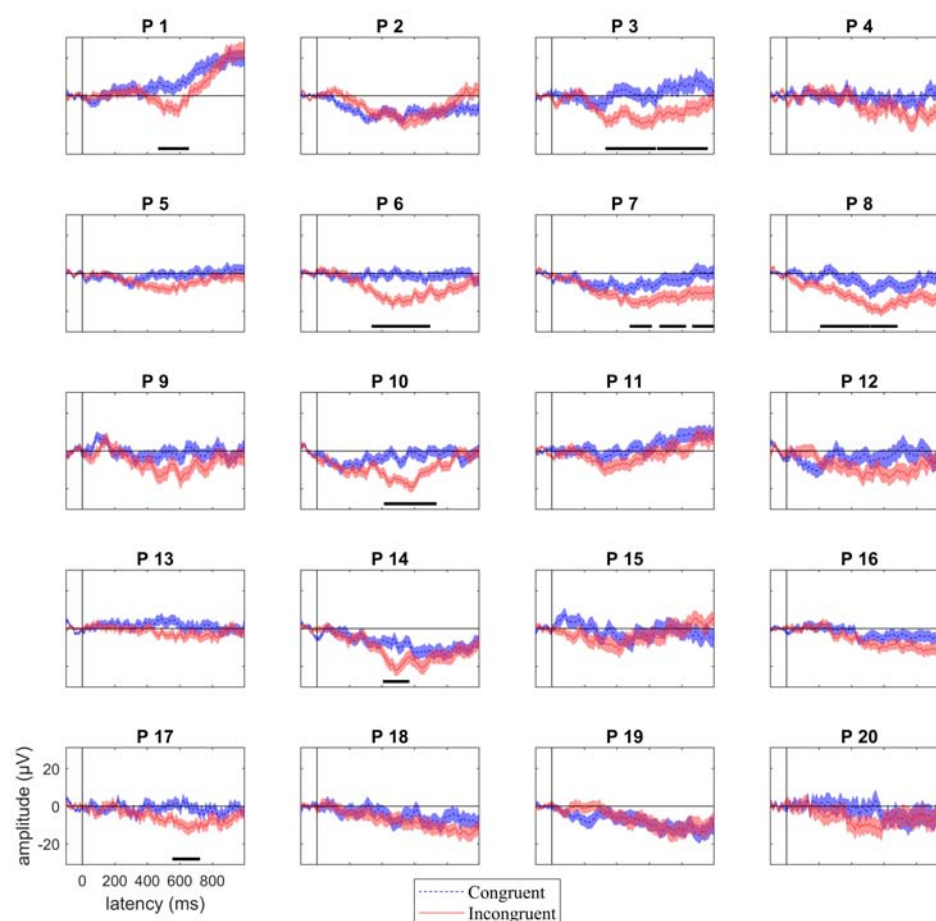 P 1
P 2
P 3
P 4
P 5
P 6
P 7
P 8
P 9
P 10
P 11
P 12
P 13
P 14
P 15
P 16
P 17
P 18
P 19
P 20
amplitude (µV)
20
0
-20
0 200 400 600 800
latency (ms)
Congruent
Incongruent